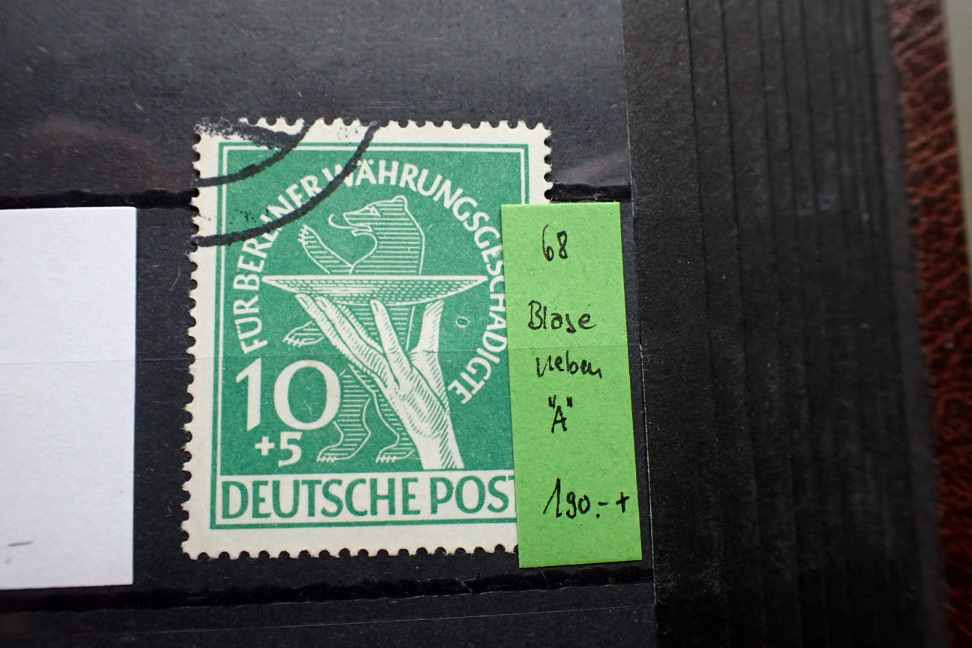 FÜR BERLINER WÄHRUNGSGESCHÄDIGTE
10
+5
DEUTSCHE POST
68
Blase
neben
"A"
190.-+